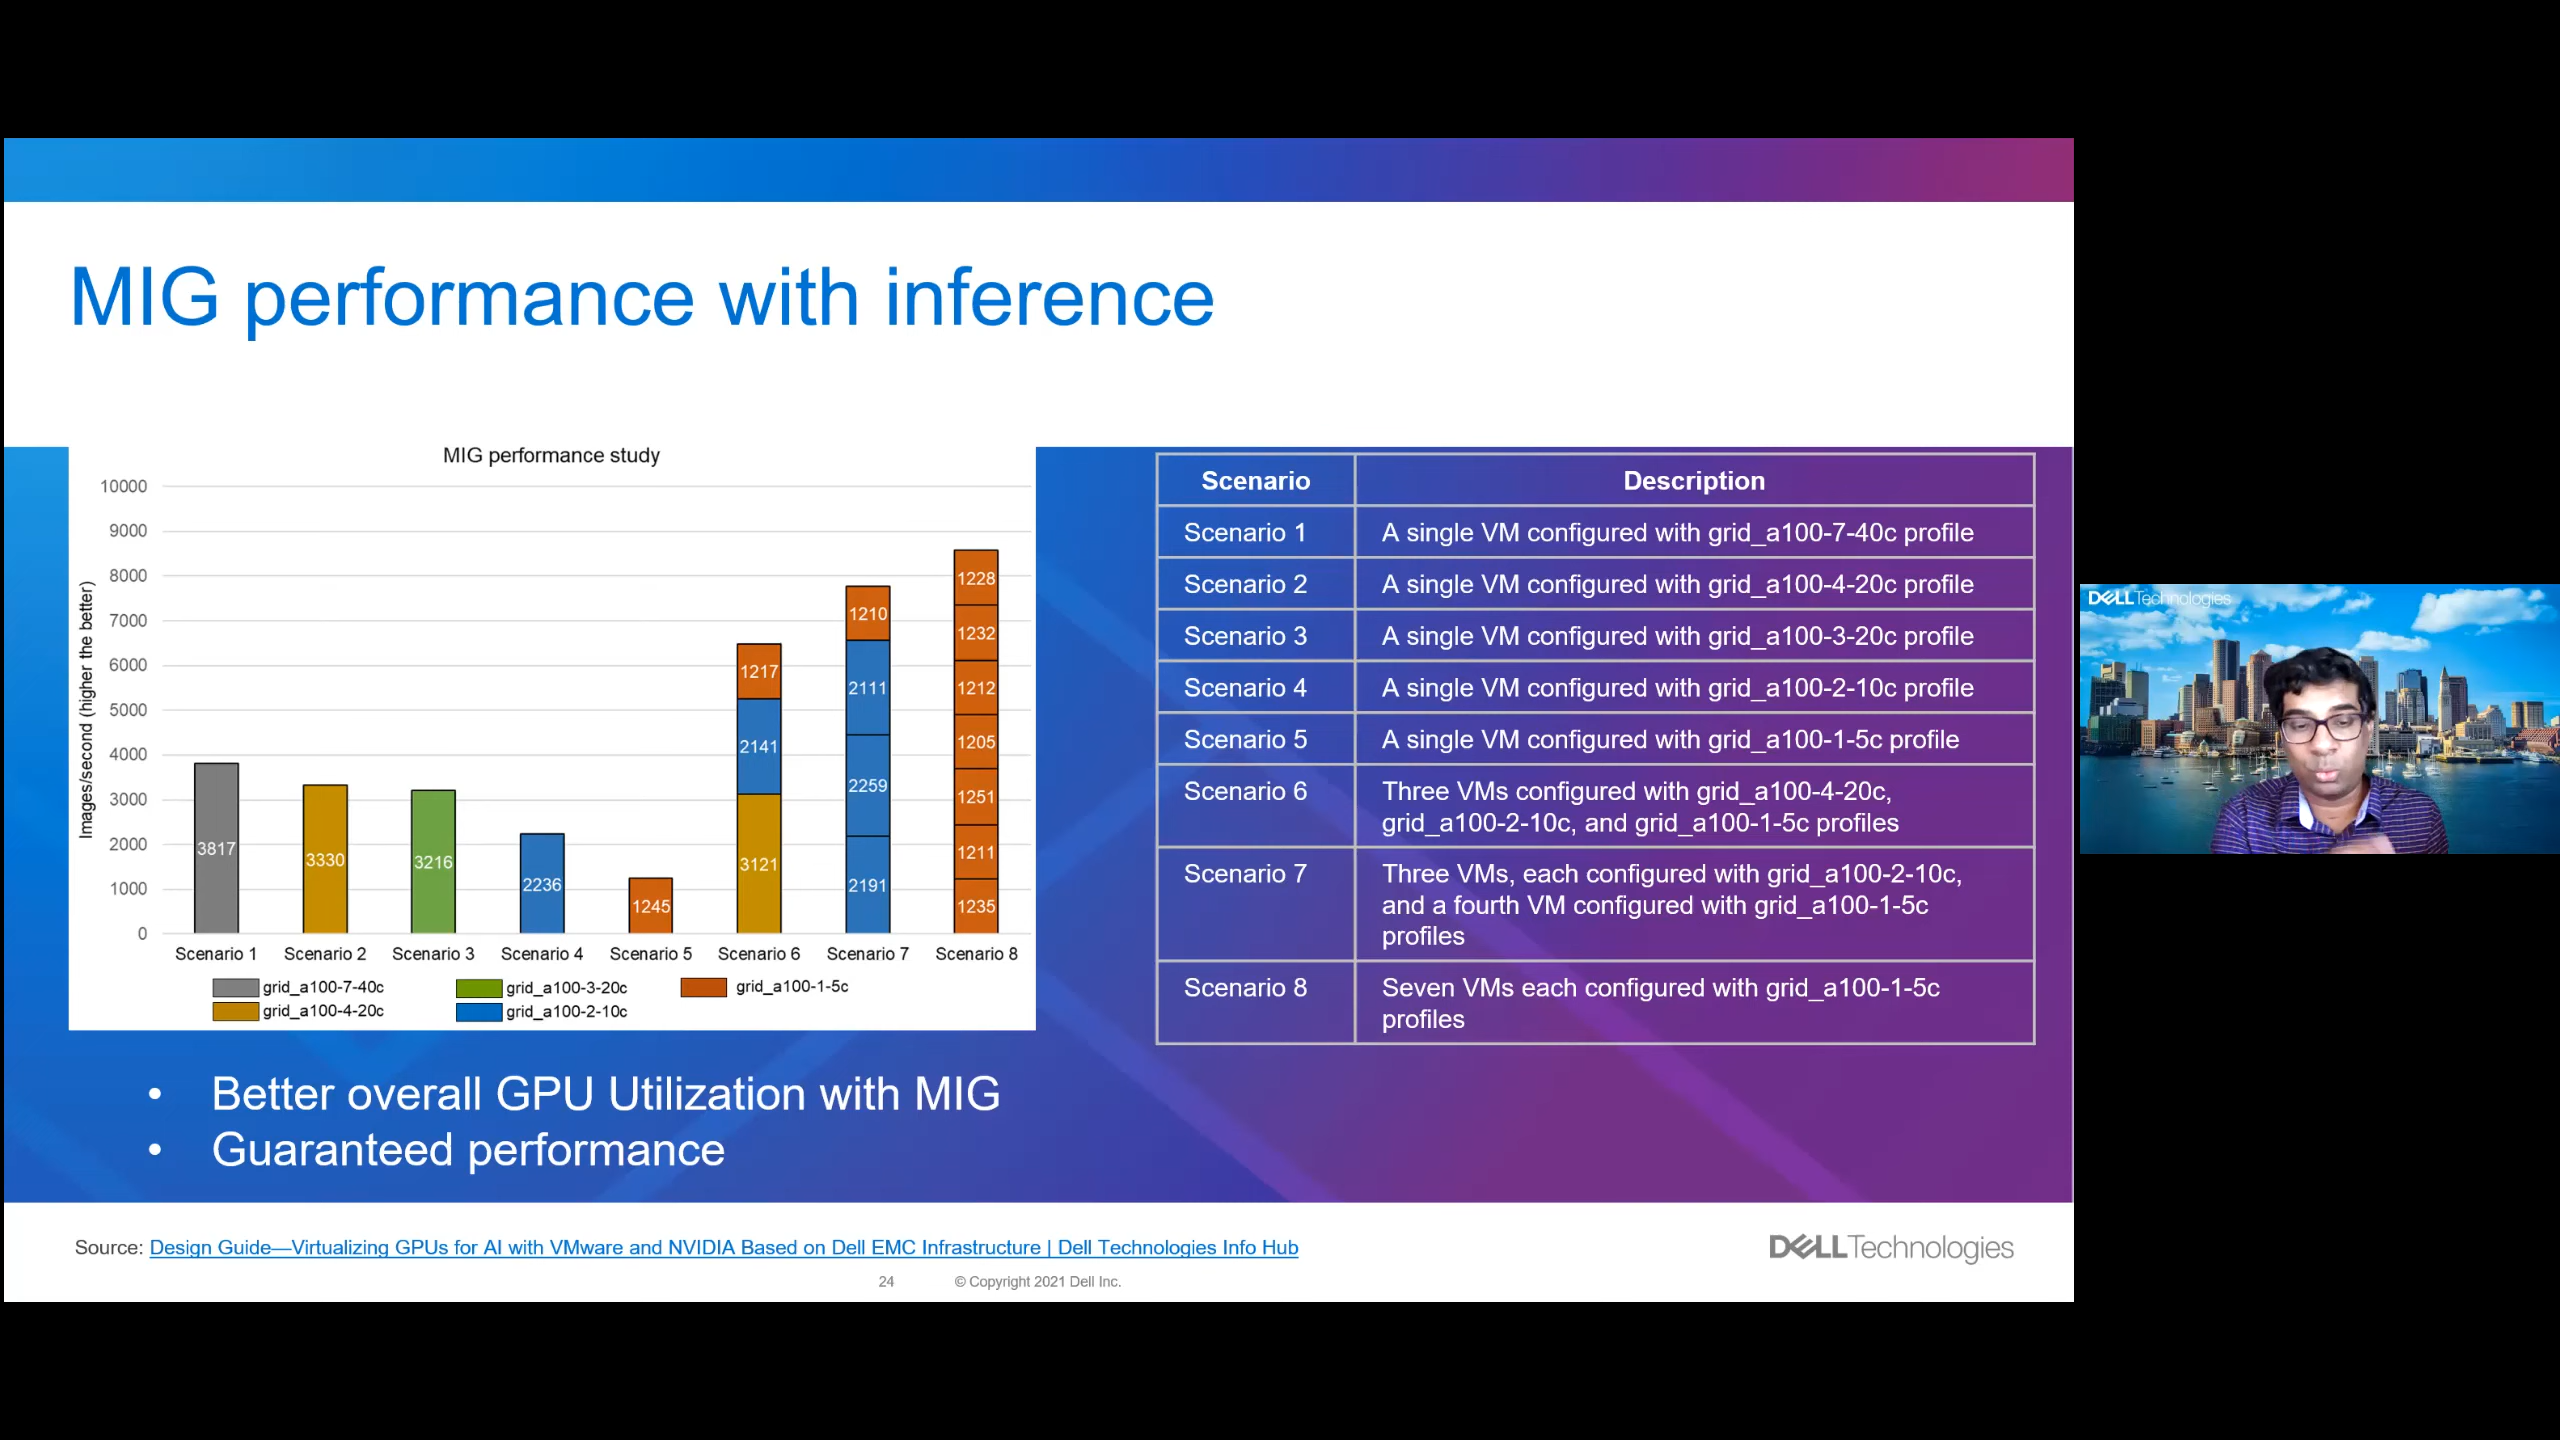 MIG performance with inference
MIG performance study
Images/second (higher the better)
10000
9000
8000
7000
6000
5000
4000
3000
2000
1000
0
3817
3330
3216
2236
1245
1217
2141
3121
1210
2111
2259
2191
1228
1232
1212
1205
1251
1211
1235
Scenario 1 Scenario 2 Scenario 3 Scenario 4 Scenario 5 Scenario 6 Scenario 7 Scenario 8
grid_a100-7-40c grid_a100-3-20c grid_a100-1-5c
grid_a100-4-20c grid_a100-2-10c
Scenario Description
Scenario 1 A single VM configured with grid_a100-7-40c profile
Scenario 2 A single VM configured with grid_a100-4-20c profile
Scenario 3 A single VM configured with grid_a100-3-20c profile
Scenario 4 A single VM configured with grid_a100-2-10c profile
Scenario 5 A single VM configured with grid_a100-1-5c profile
Scenario 6 Three VMs configured with grid_a100-4-20c,
grid_a100-2-10c, and grid_a100-1-5c profiles
Scenario 7 Three VMs, each configured with grid_a100-2-10c,
and a fourth VM configured with grid_a100-1-5c
profiles
Scenario 8 Seven VMs each configured with grid_a100-1-5c
profiles
• Better overall GPU Utilization with MIG
• Guaranteed performance
Source: Design Guide—Virtualizing GPUs for AI with VMware and NVIDIA Based on Dell EMC Infrastructure | Dell Technologies Info Hub
DELL Technologies
24 © Copyright 2021 Dell Inc.
DELL Technologies